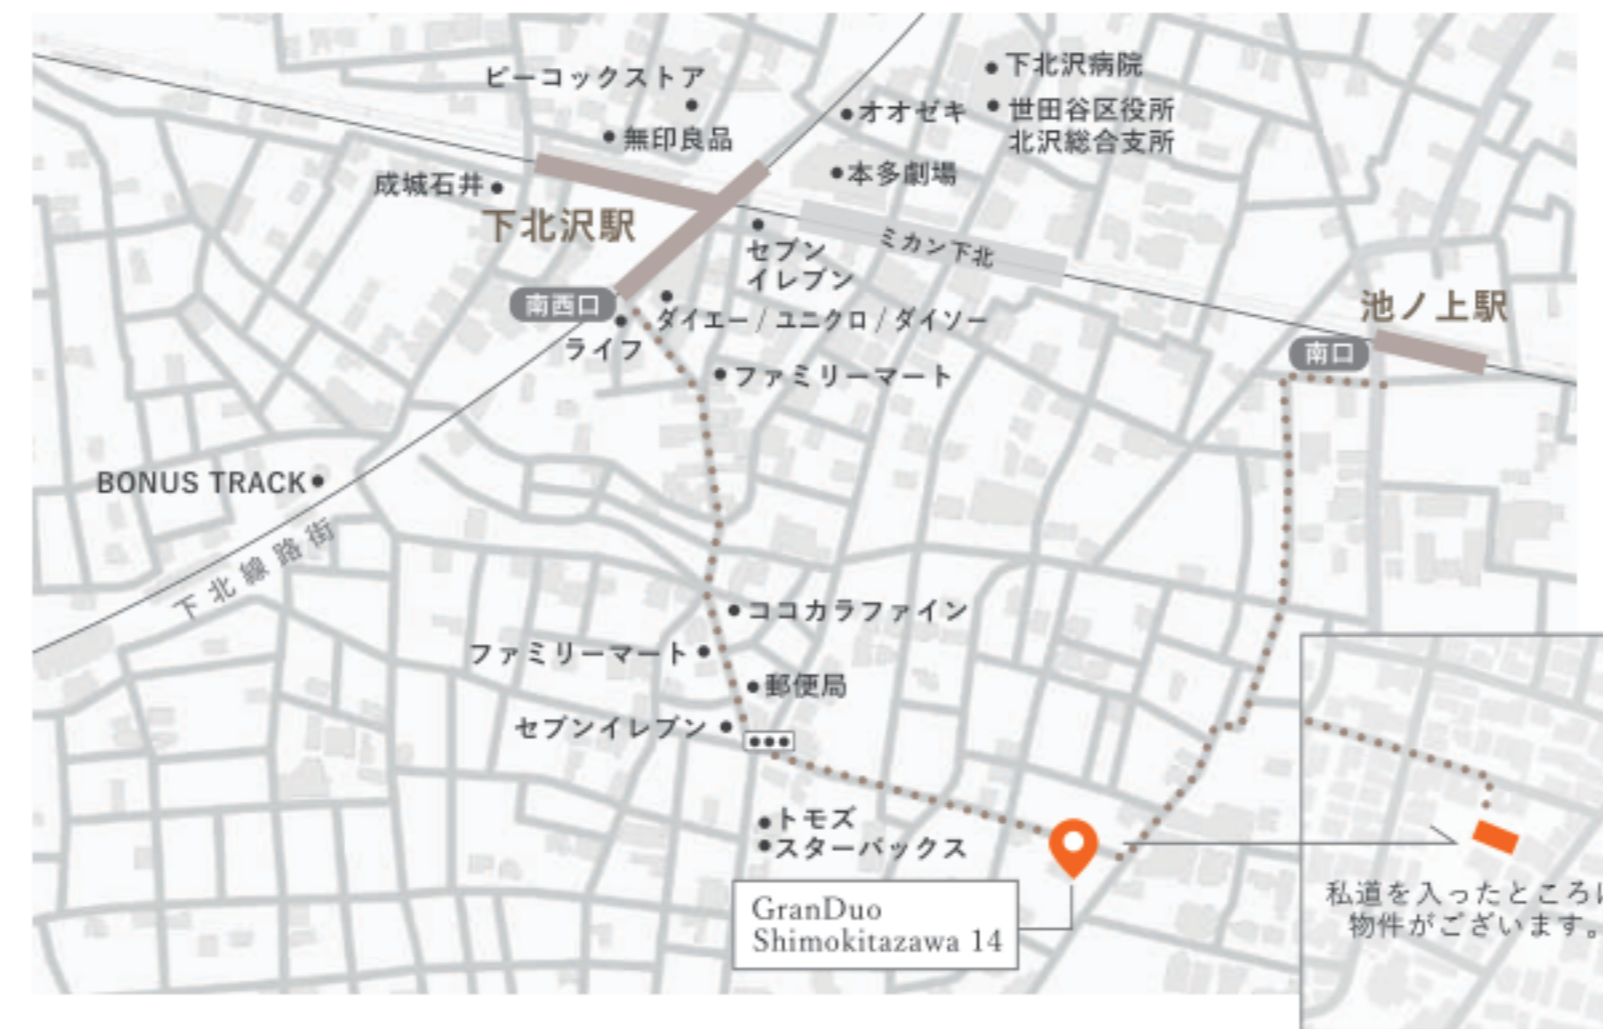 ピーコックストア
無印良品
成城石井
下北沢駅
南西口
下北沢病院
オオゼキ
世田谷区役所
北沢総合支所
本多劇場
セブン
イレブン
ミカン下北
ダイエー / ユニクロ / ダイソー
ライフ
ファミリーマート
池ノ上駅
南口
BONUS TRACK
下北線路街
ココカラファイン
ファミリーマート
郵便局
セブンイレブン
トモズ
スターバックス
GranDuo
Shimokitazawa 14
私道を入ったところに
物件がございます。